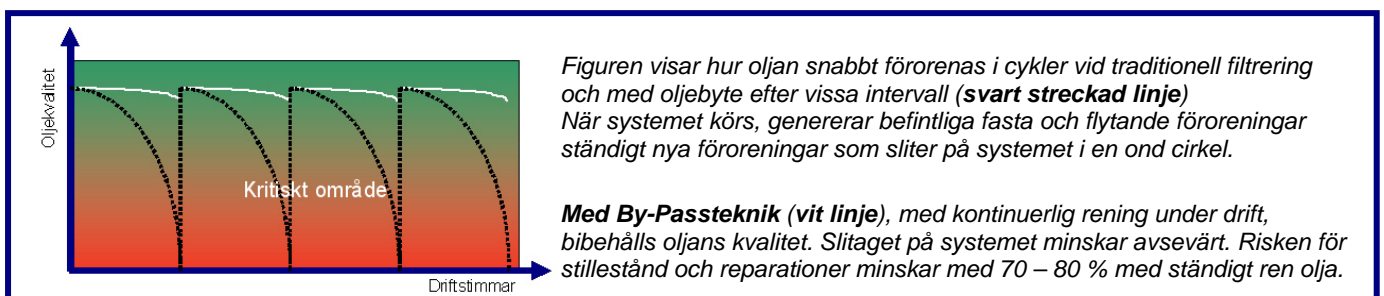 Oljekvalitet
Kritiskt område
Driftstimmar
Figuren visar hur oljan snabbt förorenas i cykler vid traditionell filtrering
och med oljebyte efter vissa intervall (svart streckad linje)
När systemet körs, genererar befintliga fasta och flytande föroreningar
ständigt nya föroreningar som sliter på systemet i en ond cirkel.
Med By-Passteknik (vit linje), med kontinuerlig rening under drift,
bibehålls oljans kvalitet. Slitaget på systemet minskar avsevärt. Risken för
stillestånd och reparationer minskar med 70 – 80 % med ständigt ren olja.